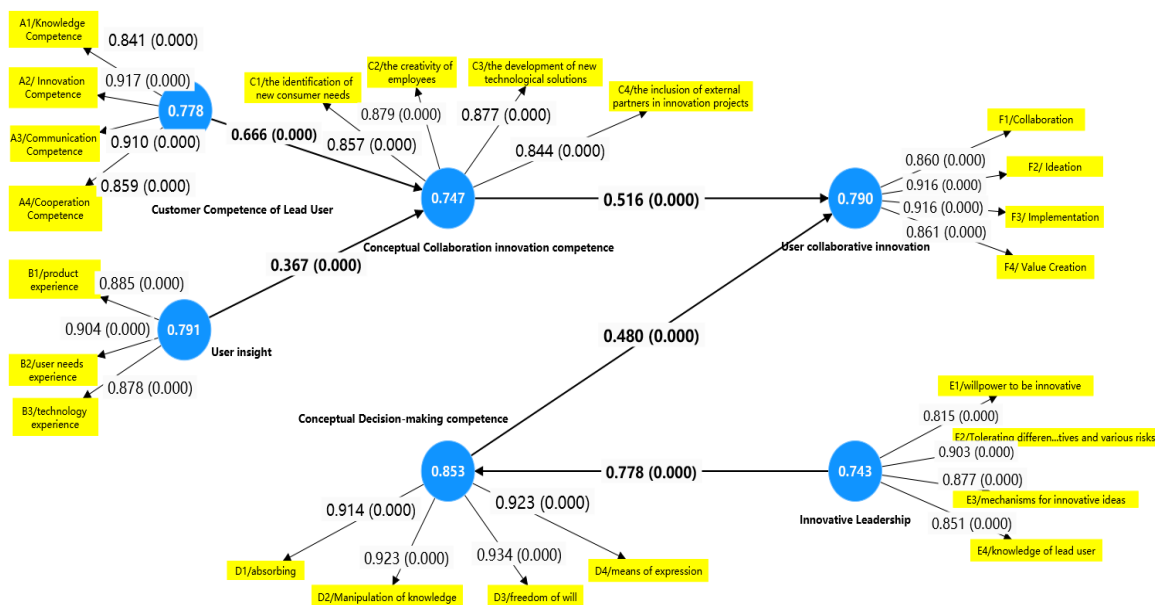 A1/Knowledge
Competence
0.841 (0.000)
A2/ Innovation
Competence
0.917 (0.000)
0.778
A3/Communication
Competence
0.910 (0.000)
0.859 (0.000)
A4/Cooperation
Competence
Customer Competence of Lead User
0.666 (0.000)
C1/the identification of
new consumer needs
C2/the creativity of
employees
C3/the development of new
technological solutions
C4/the inclusion of external
partners in innovation projects
0.857 (0.000)
0.879 (0.000)
0.877 (0.000)
0.844 (0.000)
0.747
Conceptual Collaboration innovation competence
0.516 (0.000)
0.790
User collaborative innovation
F1/Collaboration
0.860 (0.000)
F2/ Ideation
0.916 (0.000)
F3/ Implementation
0.916 (0.000)
0.861 (0.000)
F4/ Value Creation
B1/product
experience
0.885 (0.000)
0.904 (0.000)
0.791
User insight
B2/user needs
experience
0.878 (0.000)
B3/technology
experience
0.367 (0.000)
0.480 (0.000)
Conceptual Decision-making competence
0.853
0.778 (0.000)
0.743
Innovative Leadership
E1/willpower to be innovative
0.815 (0.000)
E2/Tolerating differen...tives and various risks
0.903 (0.000)
0.877 (0.000)
E3/mechanisms for innovative ideas
0.851 (0.000)
E4/knowledge of lead user
0.914 (0.000)
0.923 (0.000)
0.934 (0.000)
0.923 (0.000)
D1/absorbing
D2/Manipulation of knowledge
D3/freedom of will
D4/means of expression